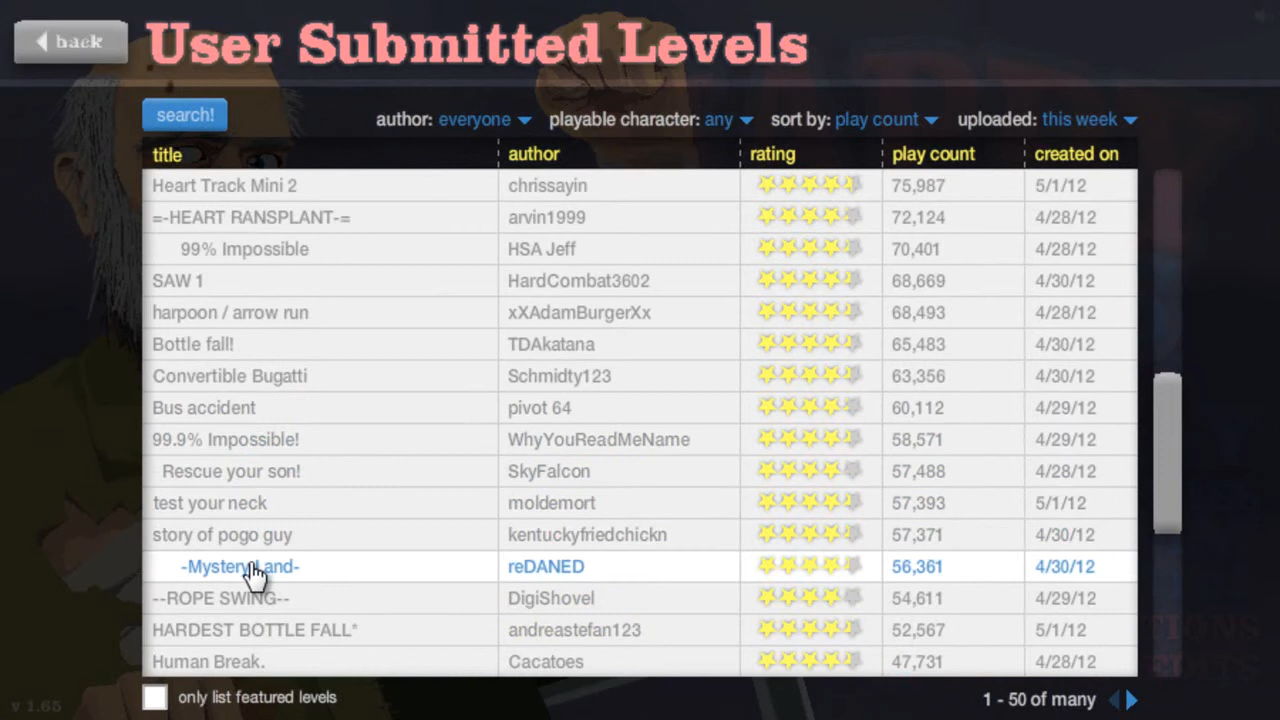 back
User Submitted Levels
search!
author: everyone playable character: any sort by: play count uploaded: this week
title author rating play count created on
Heart Track Mini 2 chrissayin 75,987 5/1/12
=-HEART RANSPLANT-= arvin1999 72,124 4/28/12
99% Impossible HSA Jeff 70,401 4/28/12
SAW 1 HardCombat3602 68,669 4/30/12
harpoon / arrow run xXAdamBurgerXx 68,493 4/28/12
Bottle fall! TDAkatana 65,483 4/30/12
Convertible Bugatti Schmidty123 63,356 4/30/12
Bus accident pivot 64 60,112 4/29/12
99.9% Impossible! WhyYouReadMeName 58,571 4/29/12
Rescue your son! SkyFalcon 57,488 4/28/12
test your neck moldemort 57,393 5/1/12
story of pogo guy kentuckyfriedchickn 57,371 4/30/12
-Mystery Land- reDANED 56,361 4/30/12
--ROPE SWING-- DigiShovel 54,611 4/29/12
HARDEST BOTTLE FALL* andreastefan123 52,567 5/1/12
Human Break. Cacatoes 47,731 4/28/12
only list featured levels 1 - 50 of many
v 1.65